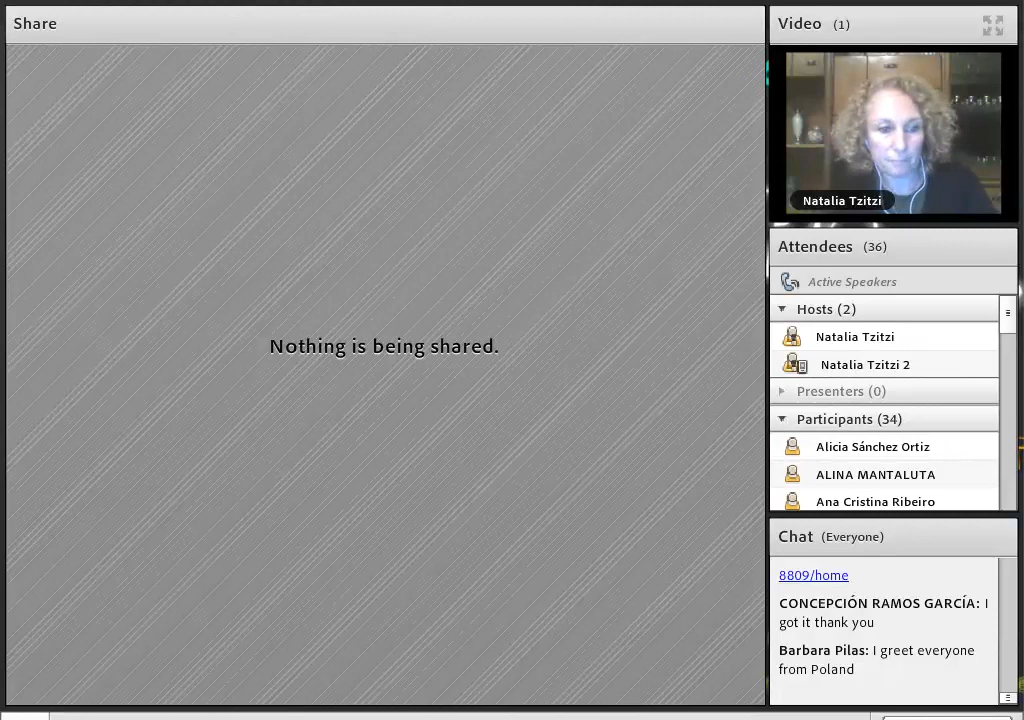 Share
Nothing is being shared.
Video (1)
Natalia Tzitzi
Attendees (36)
Active Speakers
Hosts (2)
Natalia Tzitzi
Natalia Tzitzi 2
Presenters (0)
Participants (34)
Alicia Sánchez Ortiz
ALINA MANTALUTA
Ana Cristina Ribeiro
Chat (Everyone)
8809/home
CONCEPCIÓN RAMOS GARCÍA: I
got it thank you
Barbara Pilas: I greet everyone
from Poland